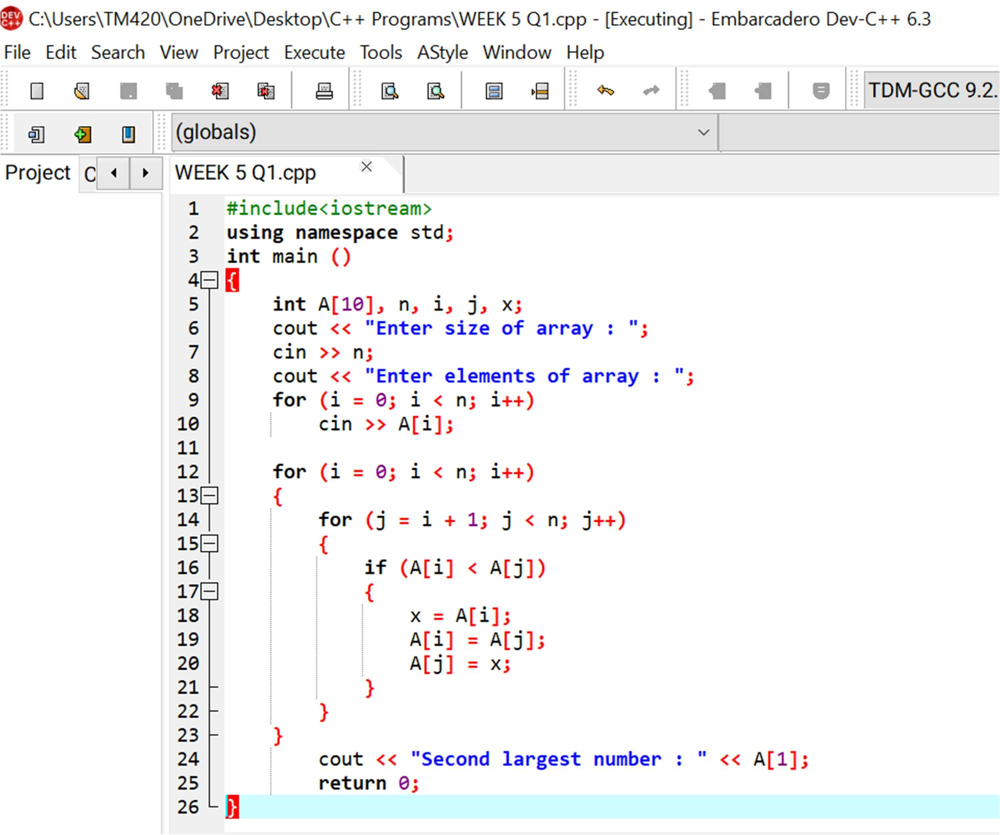 DEV C++ C:\Users\TM420\OneDrive\Desktop\C++ Programs\WEEK 5 Q1.cpp - [Executing] - Embarcadero Dev-C++ 6.3
File Edit Search View Project Execute Tools AStyle Window Help
TDM-GCC 9.2.
(globals)
Project C WEEK 5 Q1.cpp
1 #include<iostream>
2 using namespace std;
3 int main ()
4 {
5     int A[10], n, i, j, x;
6     cout << "Enter size of array : ";
7     cin >> n;
8     cout << "Enter elements of array : ";
9     for (i = 0; i < n; i++)
10         cin >> A[i];
11
12     for (i = 0; i < n; i++)
13     {
14         for (j = i + 1; j < n; j++)
15         {
16             if (A[i] < A[j])
17             {
18                 x = A[i];
19                 A[i] = A[j];
20                 A[j] = x;
21             }
22         }
23     }
24         cout << "Second largest number : " << A[1];
25         return 0;
26 }